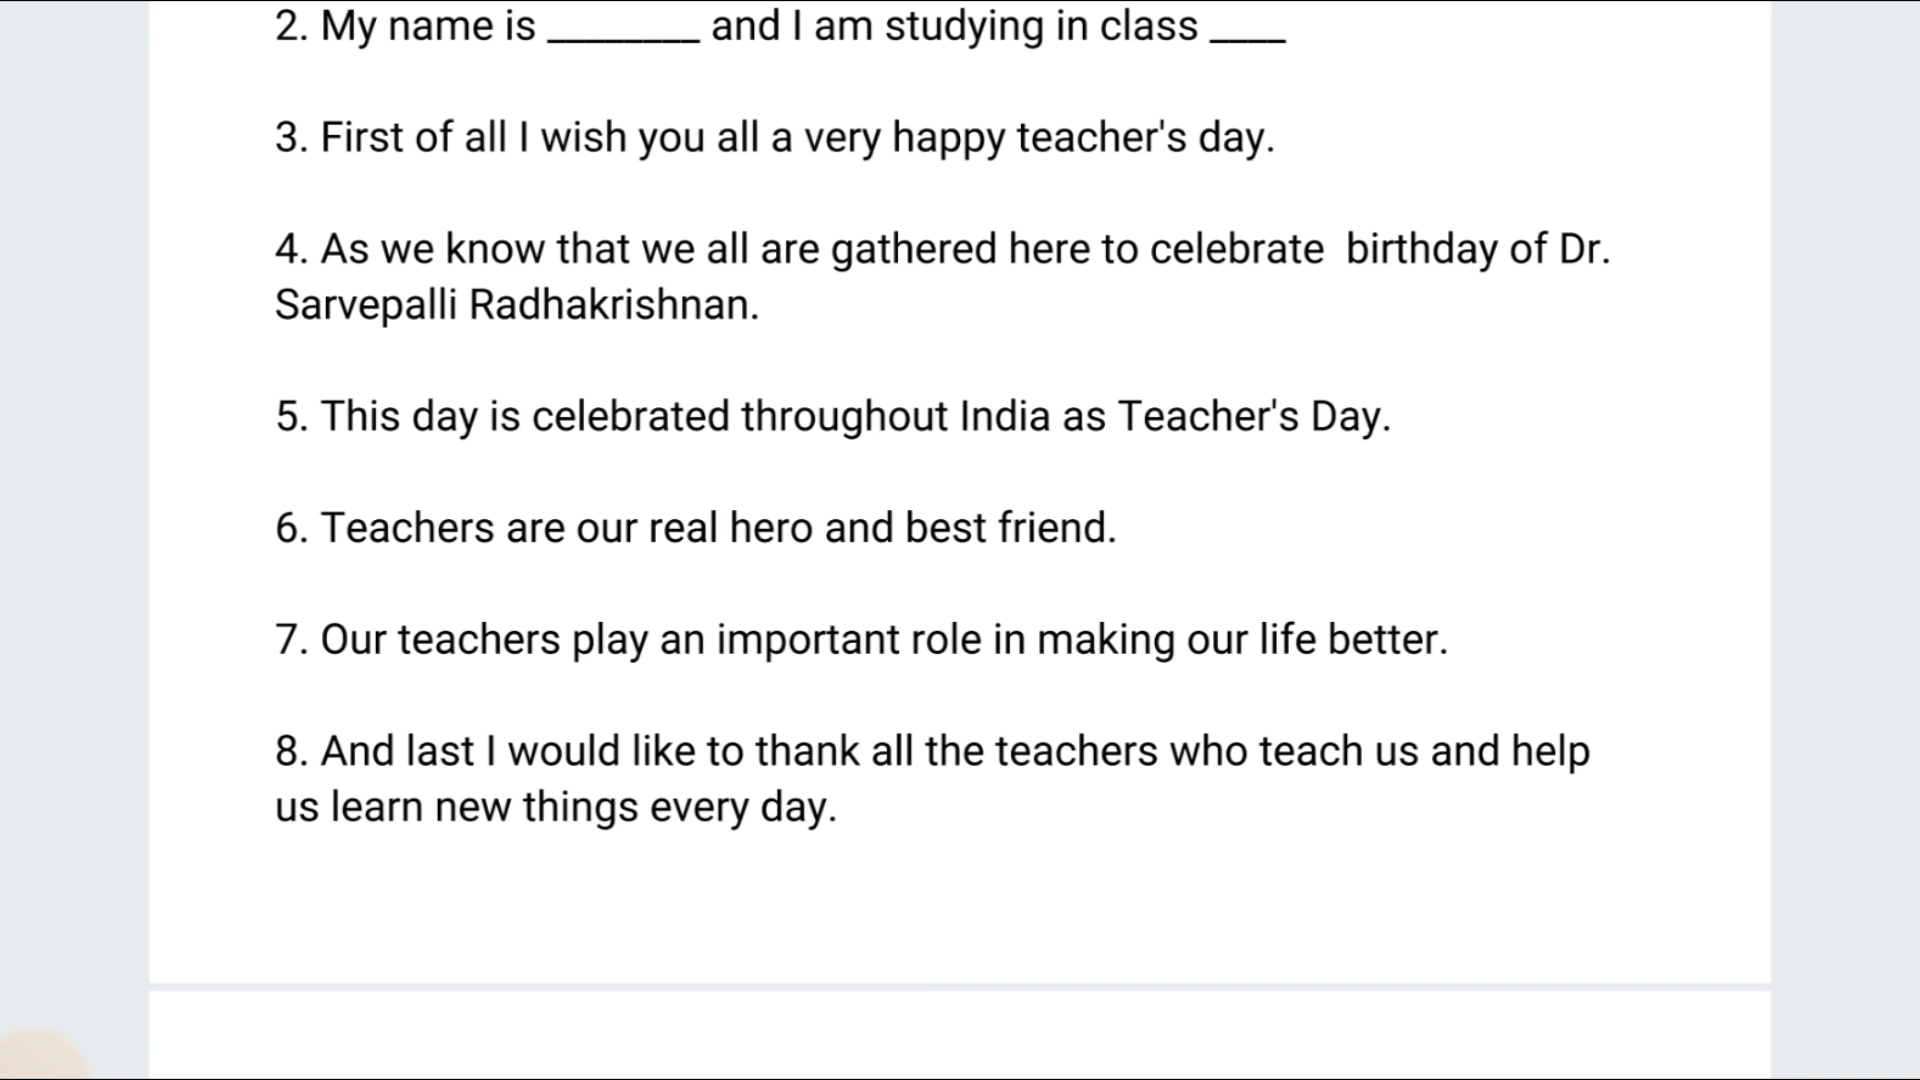 2. My name is ________ and I am studying in class ____
3. First of all I wish you all a very happy teacher's day.
4. As we know that we all are gathered here to celebrate  birthday of Dr.
Sarvepalli Radhakrishnan.
5. This day is celebrated throughout India as Teacher's Day.
6. Teachers are our real hero and best friend.
7. Our teachers play an important role in making our life better.
8. And last I would like to thank all the teachers who teach us and help
us learn new things every day.